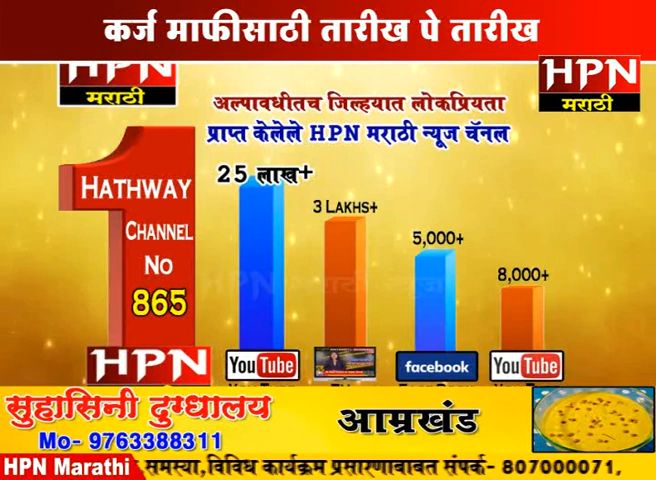 कर्ज माफीसाठी तारीख पे तारीख
HPN
मराठी
HPN
मराठी
अल्पावधीतच जिल्हयात लोकप्रियता
प्राप्त केलेले HPN मराठी न्यूज चॅनल
25 लाख+
3 LAKHS+
5,000+
8,000+
HATHWAY
CHANNEL
NO
865
HPN मराठी न्यूज
HPN
YouTube
facebook
YouTube
सुहासिनी दुग्धालय
Mo- 9763388311
आम्रखंड
HPN Marathi
समस्या,विविध कार्यक्रम प्रसारणाबाबत संपर्क- 807000071,